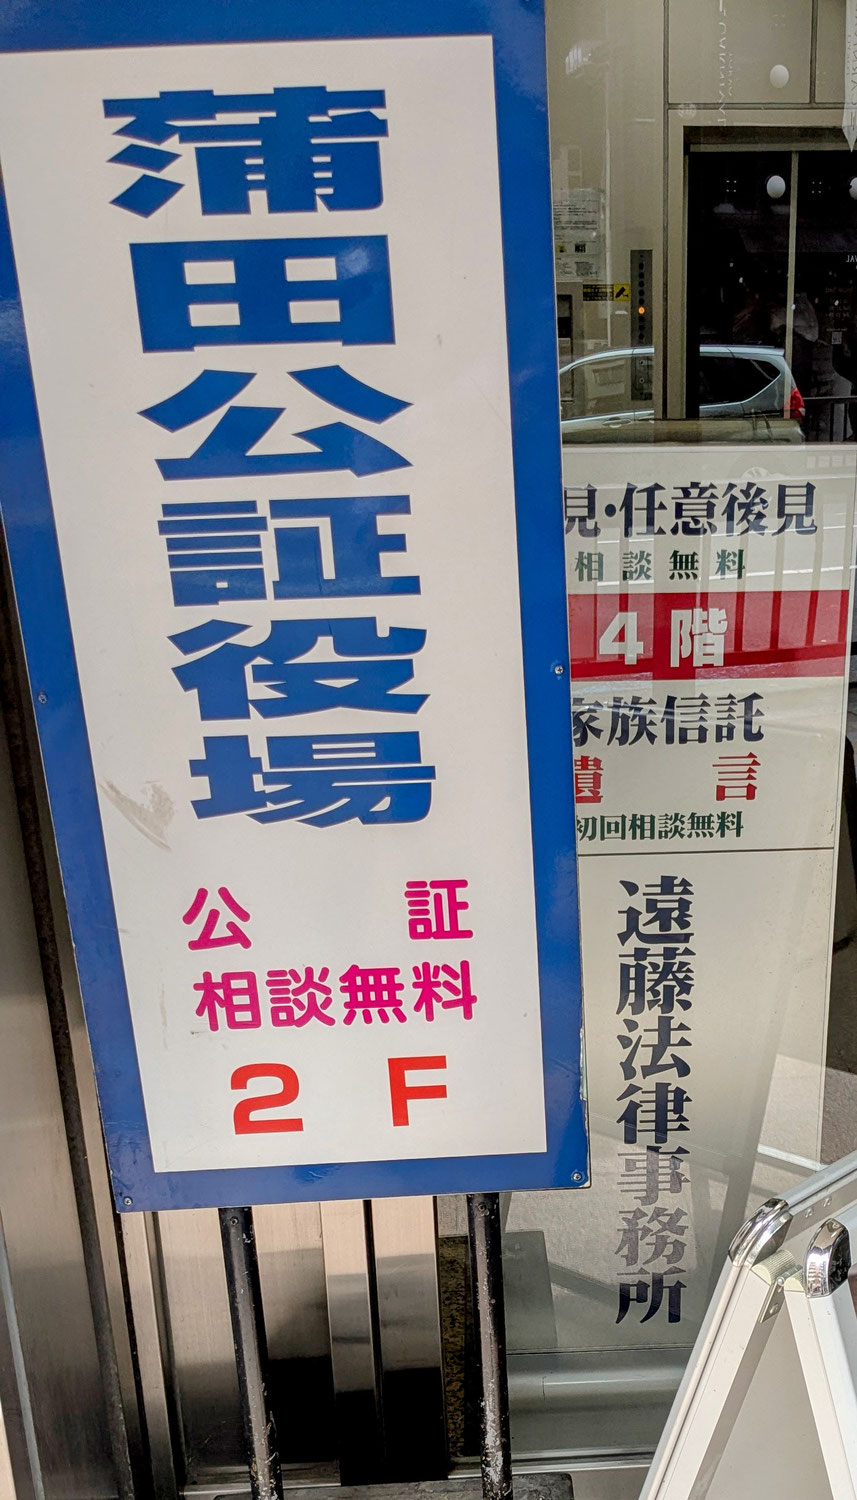 蒲田公証役場
公証
相談無料
2F
見・任意後見
相談無料
4階
家族信託
遺言
初回相談無料
遠藤法律事務所